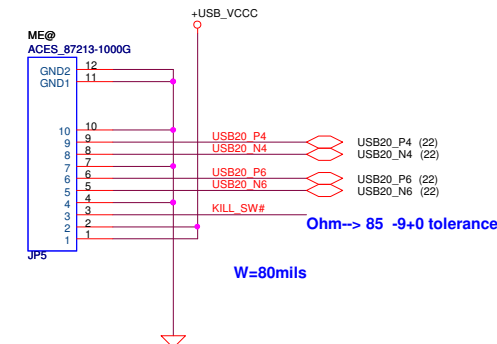 +USB_VCCC
ME@
ACES_87213-1000G
GND2 12
GND1 11
10 10
9 9 USB20_P4 USB20_P4 (22)
8 8 USB20_N4 USB20_N4 (22)
7 7
6 6 USB20_P6 USB20_P6 (22)
5 5 USB20_N6 USB20_N6 (22)
4 4
3 3 KILL_SW#
Ohm--> 85 -9+0 tolerance
2 2
1 1
JP5
W=80mils